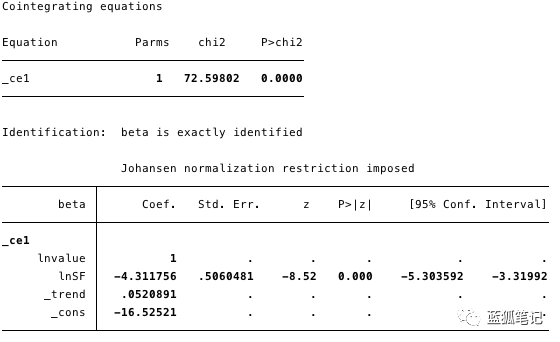 Cointegrating equations
Equation Parms chi2 P>chi2
_ce1 1 72.59802 0.0000
Identification: beta is exactly identified
Johansen normalization restriction imposed
beta Coef. Std. Err. z P>|z| [95% Conf. Interval]
_ce1
lnvalue 1 . . . . .
lnSF -4.311756 .5060481 -8.52 0.000 -5.303592 -3.31992
_trend .0520891 . . . . .
_cons -16.52521 . . . . .
蓝狐笔记